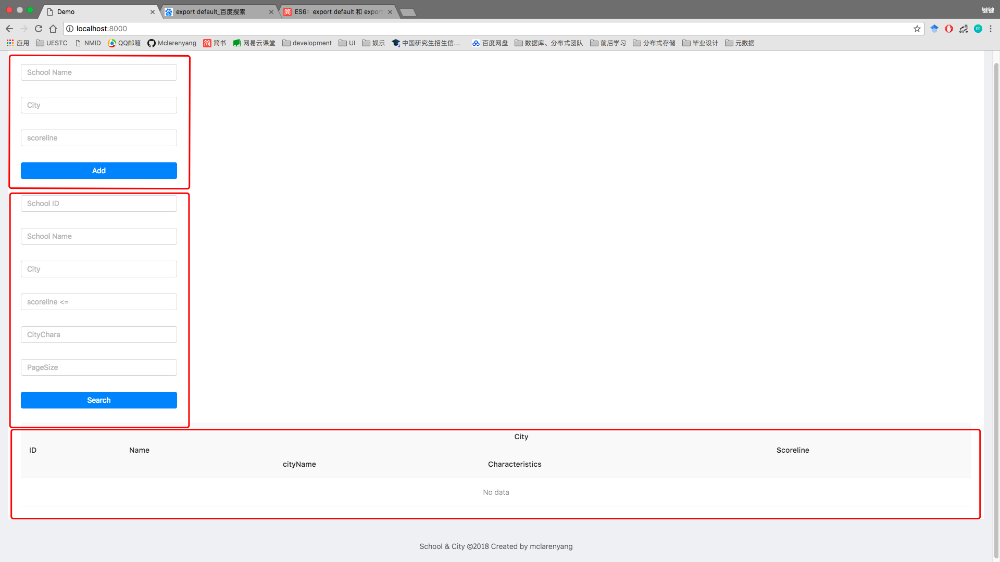 Demo
export default_百度搜索
ES6：export default 和 export
键键
localhost:8000
应用
UESTC
NMID
QQ邮箱
Mclarenyang
简 简书
网易云课堂
development
UI
娱乐
中国研究生招生信...
百度网盘
数据库、分布式团队
前后学习
分布式存储
毕业设计
元数据
School Name
City
scoreline
Add
School ID
School Name
City
scoreline <=
CityChara
PageSize
Search
City
ID Name Scoreline
cityName Characteristics
No data
School & City ©2018 Created by mclarenyang